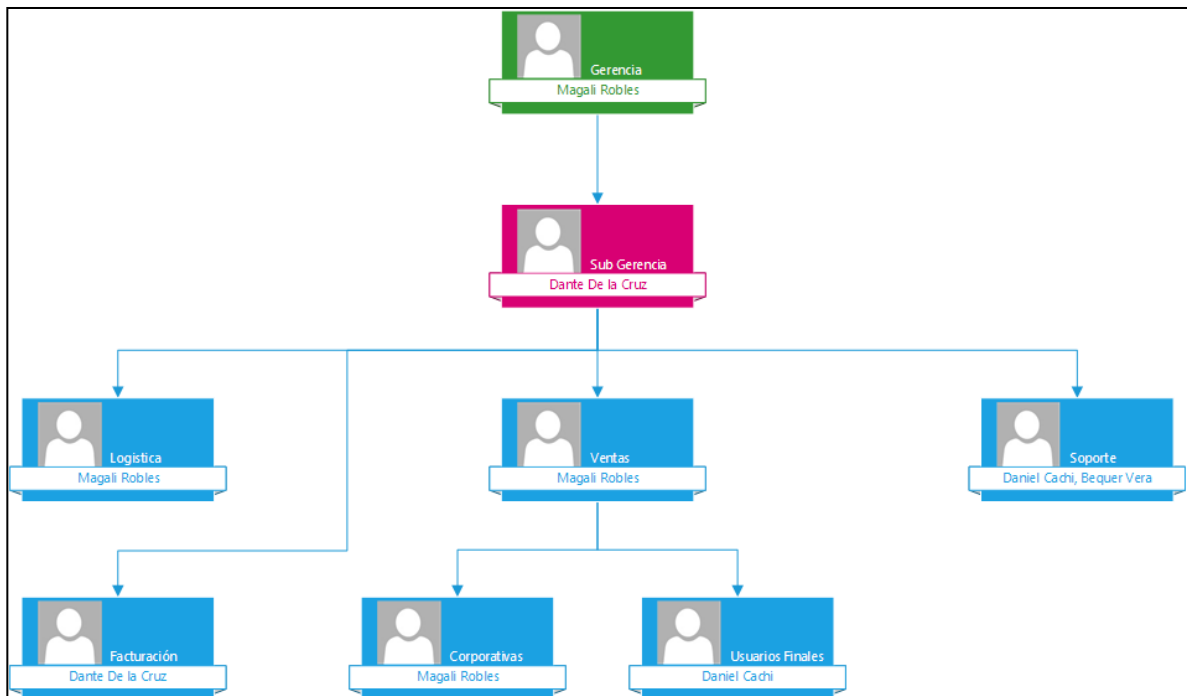 Gerencia
Magali Robles
Sub Gerencia
Dante De la Cruz
Logistica
Magali Robles
Ventas
Magali Robles
Soporte
Daniel Cachi, Bequer Vera
Facturación
Dante De la Cruz
Corporativas
Magali Robles
Usuarios Finales
Daniel Cachi